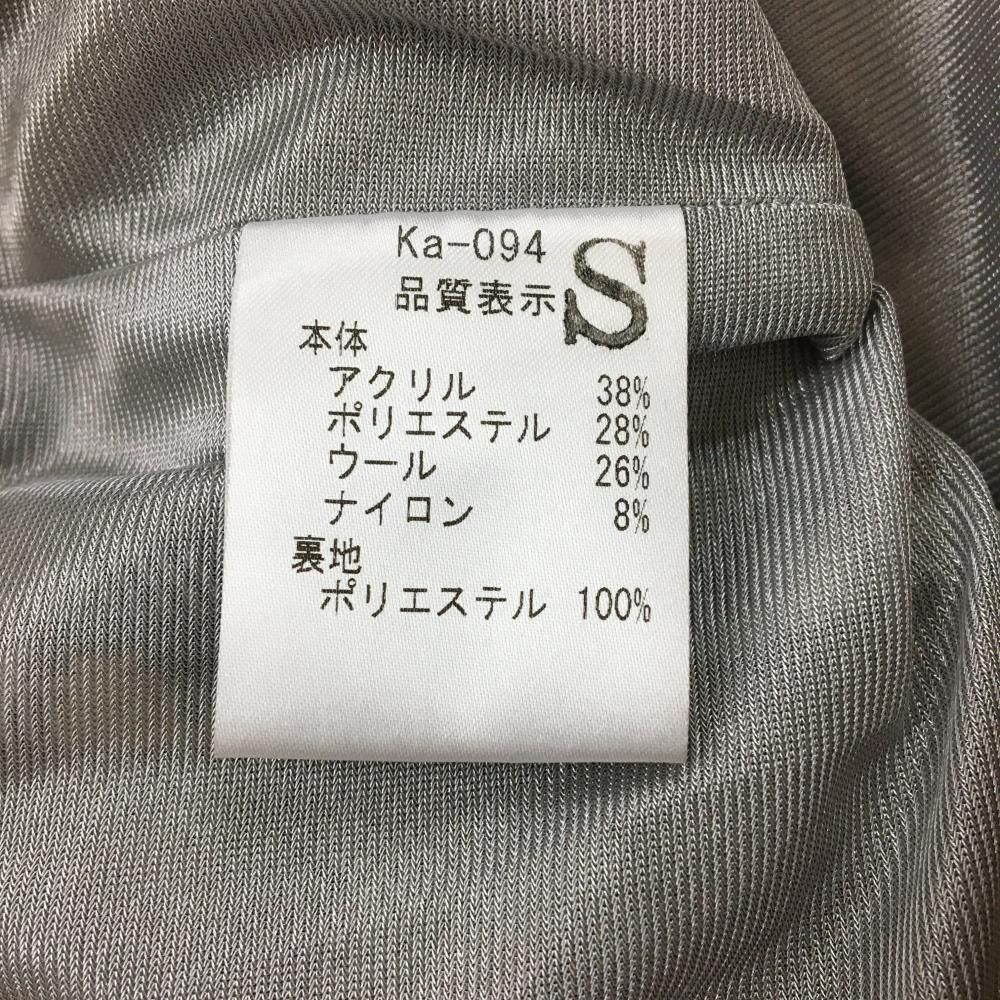 Ka-094
品質表示 S
本体
アクリル 38%
ポリエステル 28%
ウール 26%
ナイロン 8%
裏地
ポリエステル 100%